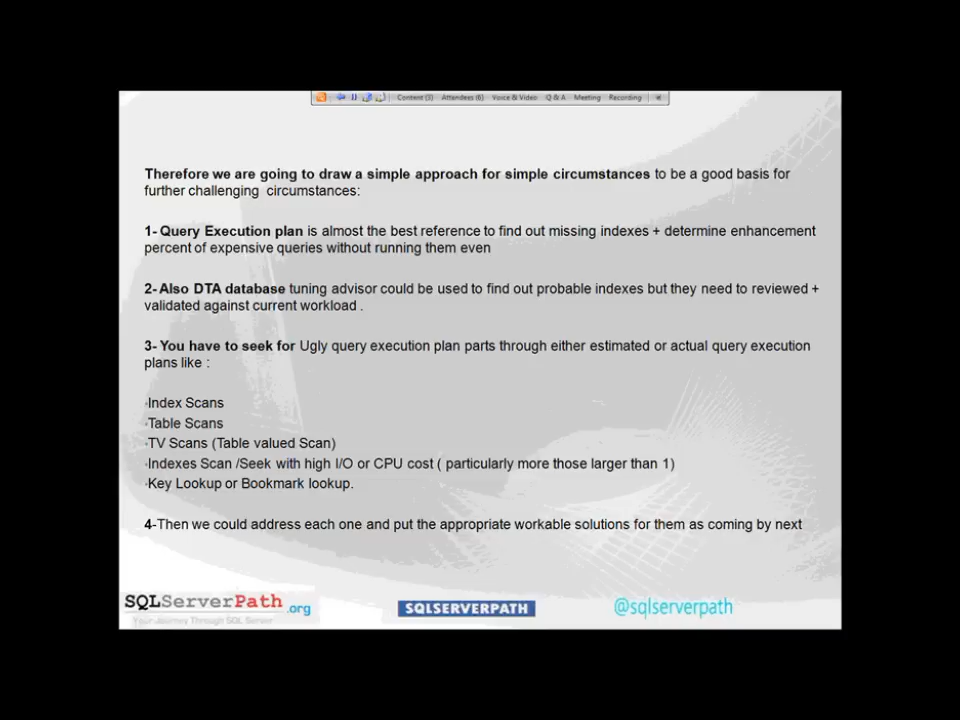 Content (3) Attendees (6) Voice & Video Q & A Meeting Recording
Therefore we are going to draw a simple approach for simple circumstances to be a good basis for
further challenging circumstances:
1- Query Execution plan is almost the best reference to find out missing indexes + determine enhancement
percent of expensive queries without running them even
2- Also DTA database tuning advisor could be used to find out probable indexes but they need to reviewed +
validated against current workload .
3- You have to seek for Ugly query execution plan parts through either estimated or actual query execution
plans like :
·Index Scans
·Table Scans
·TV Scans (Table valued Scan)
·Indexes Scan /Seek with high I/O or CPU cost ( particularly more those larger than 1)
·Key Lookup or Bookmark lookup.
4-Then we could address each one and put the appropriate workable solutions for them as coming by next
SQLServerPath .org
Your Journey Through SQL Server
SQLSERVERPATH
@sqlserverpath